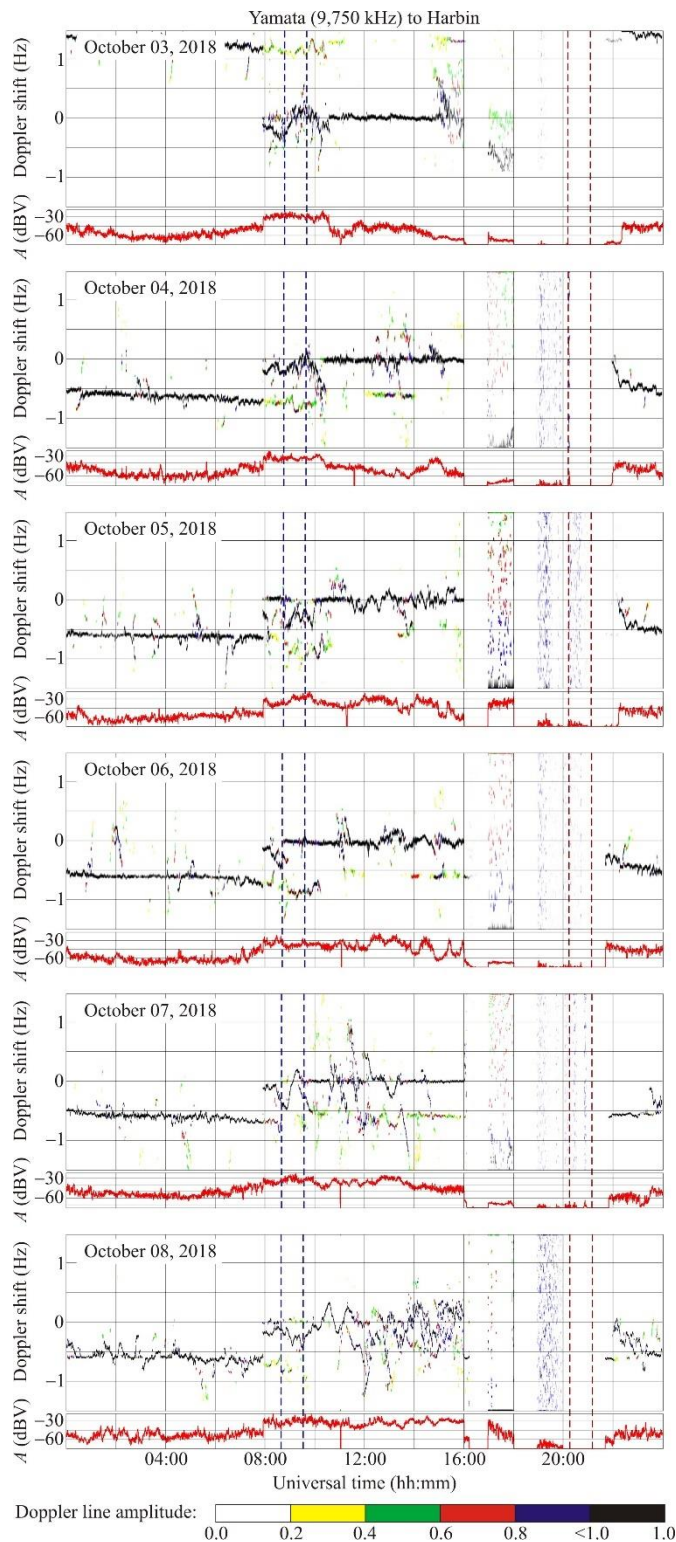 Yamata (9,750 kHz) to Harbin
October 03, 2018
Doppler shift (Hz)
1
0
−1
A (dBV)
−30
−60
October 04, 2018
Doppler shift (Hz)
1
0
−1
A (dBV)
−30
−60
October 05, 2018
Doppler shift (Hz)
1
0
−1
A (dBV)
−30
−60
October 06, 2018
Doppler shift (Hz)
1
0
−1
A (dBV)
−30
−60
October 07, 2018
Doppler shift (Hz)
1
0
−1
A (dBV)
−30
−60
October 08, 2018
Doppler shift (Hz)
1
0
−1
A (dBV)
−30
−60
04:00 08:00 12:00 16:00 20:00
Universal time (hh:mm)
Doppler line amplitude:
0.0 0.2 0.4 0.6 0.8 <1.0 1.0